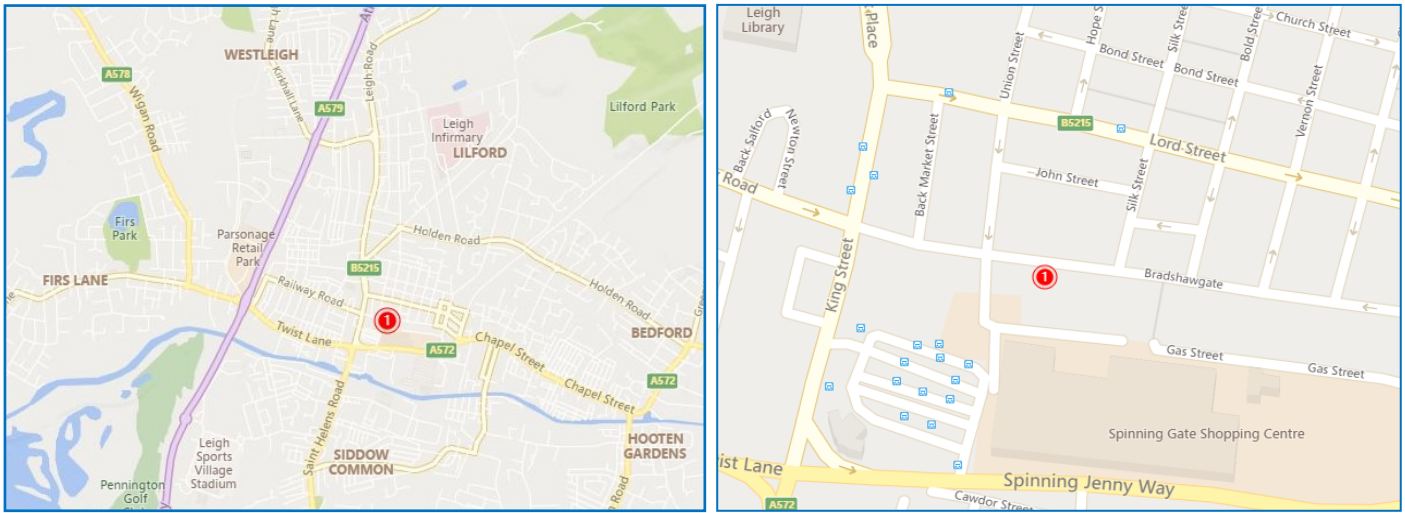 WESTLEIGH
A578
Wigan Road
Kirkhall Lane
Leigh Road
A579
Leigh
Infirmary
LILFORD
Lilford Park
Firs
Park
Parsonage
Retail
Park
Holden Road
B5215
FIRS LANE
Railway Road
Holden Road
1
Twist Lane
A572
Chapel Street
BEDFORD
Chapel Street
A572
Saint Helens Road
HOOTEN
GARDENS
Leigh
Sports
Village
Stadium
SIDDOW
COMMON
Pennington
Golf
Road
Leigh
Library
Place
Union Street
Hope S
Silk Street
Church Street
Bold Street
Bond Street
Bond Street
Vernon Street
B5215
Lord Street
Back Salford
Newton Street
Back Market Street
John Street
Silk Street
Road
King Street
1
Bradshawgate
Gas Street
Gas Street
Spinning Gate Shopping Centre
ist Lane
Spinning Jenny Way
A572
Cawdor Street